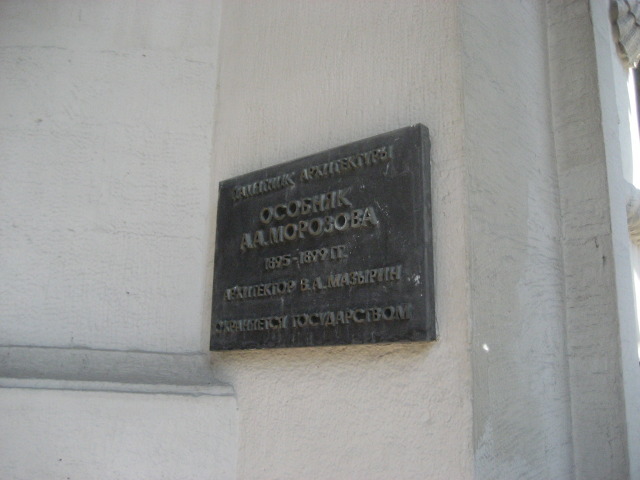 ПАМЯТНИК АРХИТЕКТУРЫ
ОСОБНЯК
А.А.МОРОЗОВА
1895-1899 ГГ.
АРХИТЕКТОР В.А.МАЗЫРИН
ОХРАНЯЕТСЯ ГОСУДАРСТВОМ